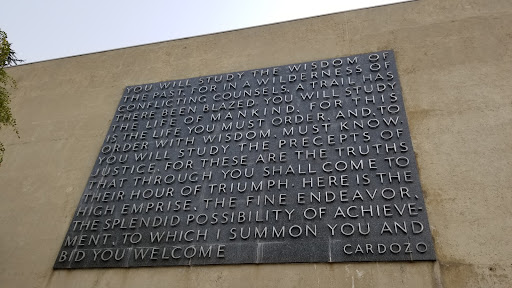 YOU WILL STUDY THE WISDOM OF
THE PAST, FOR IN A WILDERNESS OF
CONFLICTING COUNSELS, A TRAIL HAS
THERE BEEN BLAZED. YOU WILL STUDY
THE LIFE OF MANKIND, FOR THIS
IS THE LIFE YOU MUST ORDER, AND, TO
ORDER WITH WISDOM, MUST KNOW.
YOU WILL STUDY THE PRECEPTS OF
JUSTICE, FOR THESE ARE THE TRUTHS
THAT THROUGH YOU SHALL COME TO
THEIR HOUR OF TRIUMPH. HERE IS THE
HIGH EMPRISE, THE FINE ENDEAVOR,
THE SPLENDID POSSIBILITY OF ACHIEVE-
MENT, TO WHICH I SUMMON YOU AND
BID YOU WELCOME CARDOZO